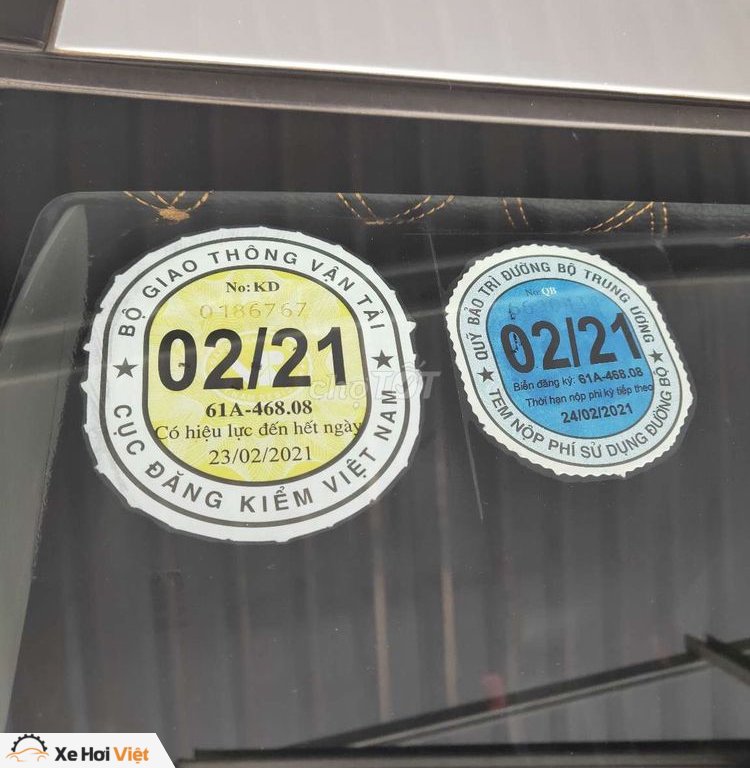 BỘ GIAO THÔNG VẬN TẢI
No: KD
0186767
02/21
61A-468.08
Có hiệu lực đến hết ngày
23/02/2021
CỤC ĐĂNG KIỂM VIỆT NAM
QUỸ BẢO TRÌ ĐƯỜNG BỘ TRUNG ƯƠNG
No: QB
02/21
Biển đăng ký: 61A-468.08
Thời hạn nộp phí kỳ tiếp theo
24/02/2021
TEM NỘP PHÍ SỬ DỤNG ĐƯỜNG BỘ
chợTỐT
Xe Hơi Việt